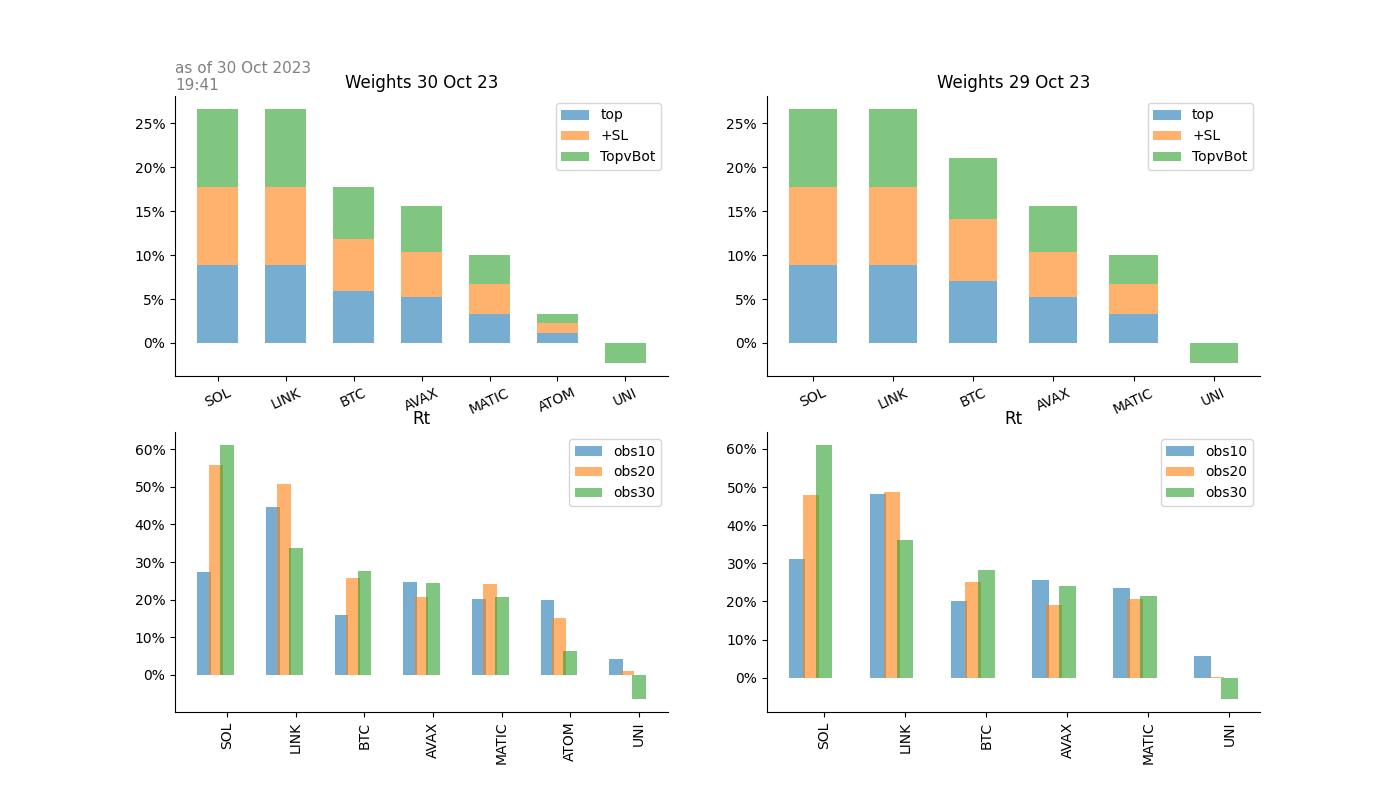 as of 30 Oct 2023
19:41
Weights 30 Oct 23
25%
20%
15%
10%
5%
0%
top
+SL
TopvBot
SOL
LINK
BTC
AVAX
MATIC
ATOM
UNI
Weights 29 Oct 23
25%
20%
15%
10%
5%
0%
top
+SL
TopvBot
SOL
LINK
BTC
AVAX
MATIC
UNI
Rt
60%
50%
40%
30%
20%
10%
0%
obs10
obs20
obs30
SOL
LINK
BTC
AVAX
MATIC
ATOM
UNI
Rt
60%
50%
40%
30%
20%
10%
0%
obs10
obs20
obs30
SOL
LINK
BTC
AVAX
MATIC
UNI